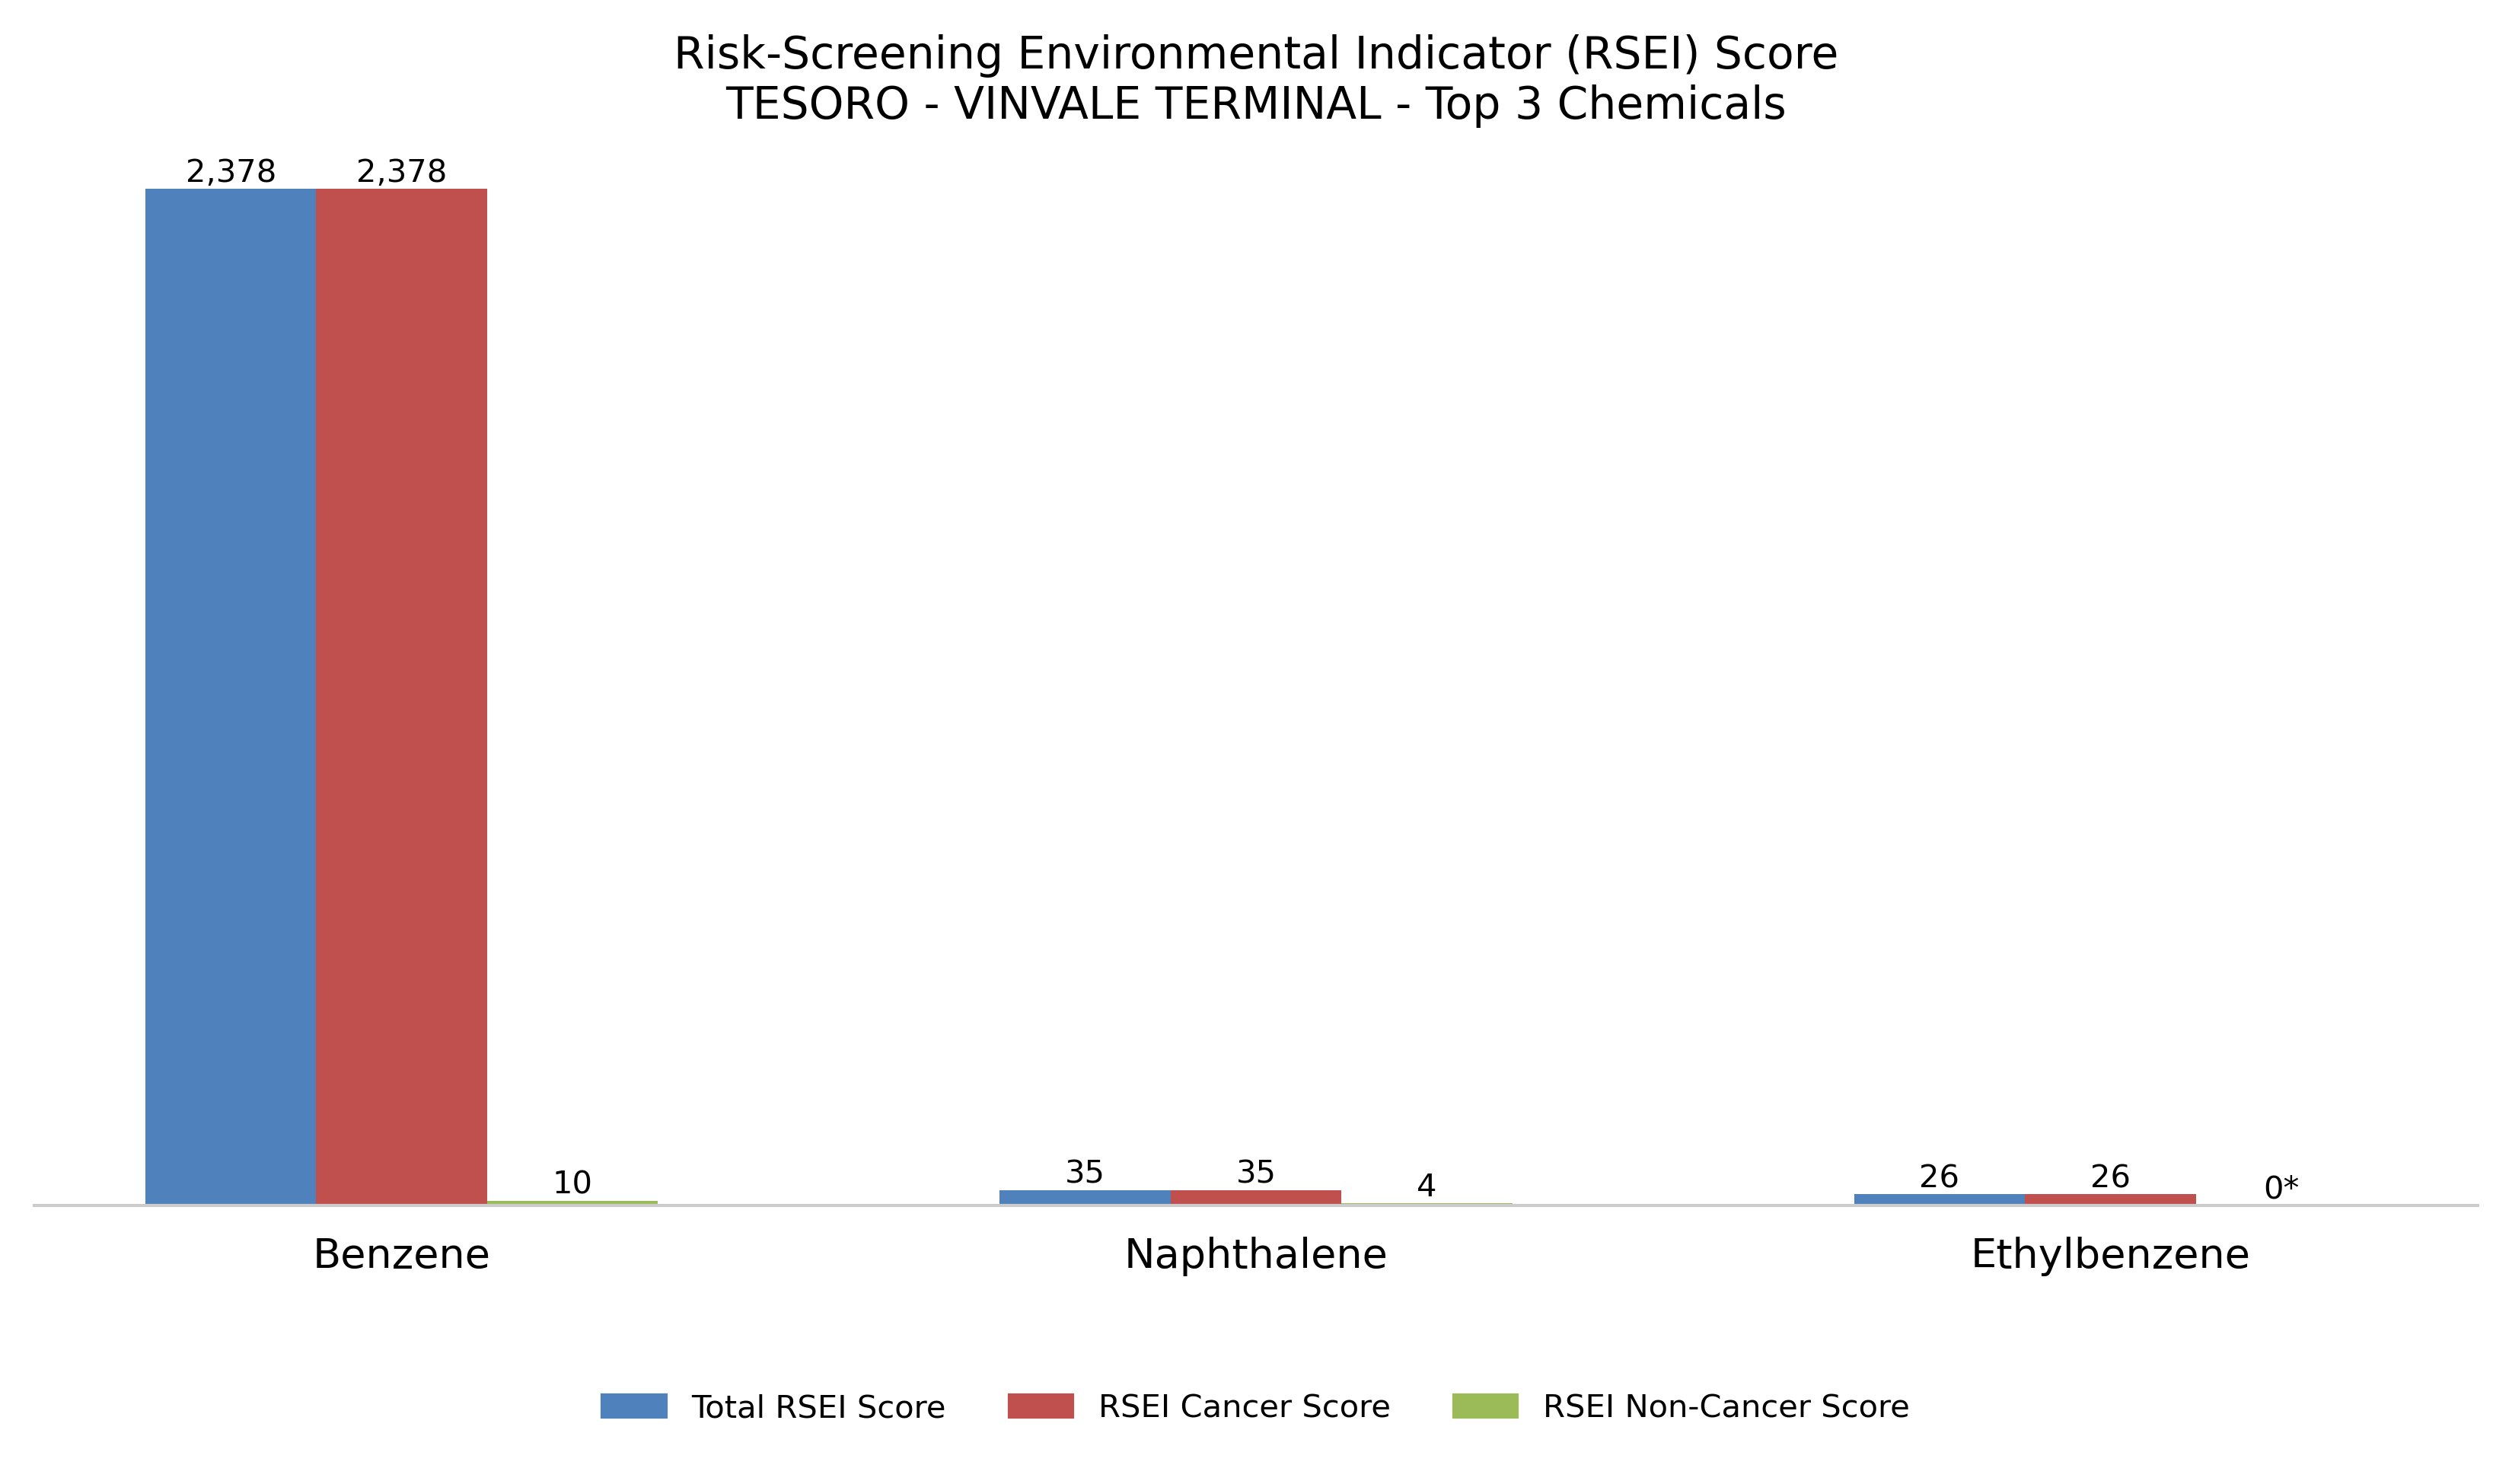 Risk-Screening Environmental Indicator (RSEI) Score
TESORO - VINVALE TERMINAL - Top 3 Chemicals
2,378 2,378
10
35 35 4
26 26 0*
Benzene Naphthalene Ethylbenzene
Total RSEI Score RSEI Cancer Score RSEI Non-Cancer Score